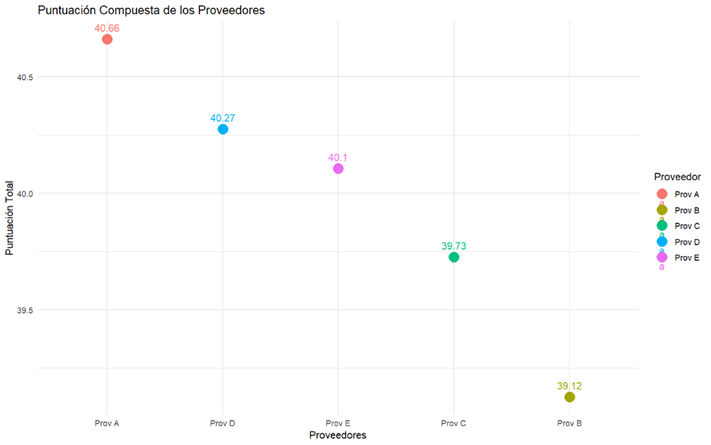 Puntuación Compuesta de los Proveedores
40.66
40.27
40.1
39.73
39.12
40.5
40.0
39.5
Puntuación Total
Prov A
Prov D
Prov E
Prov C
Prov B
Proveedores
Proveedor
Prov A
a
Prov B
a
Prov C
a
Prov D
a
Prov E
a